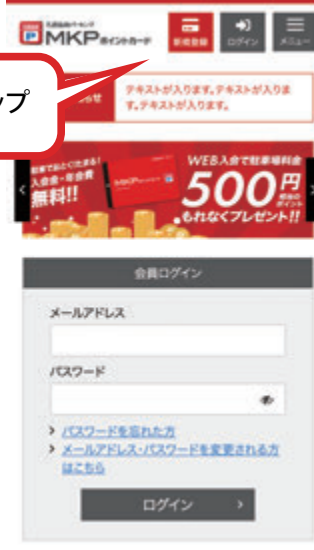 MKP ポイントカード
新規登録
ログイン
メニュー
ップ
せ
テキストが入ります。テキストが入りま
す。テキストが入ります。
入会金・年会費
無料!!
WEB入会で駐車場料金
500円
もれなくプレゼント!!
会員ログイン
メールアドレス
パスワード
パスワードを忘れた方
メールアドレス・パスワードを変更される方
はこちら
ログイン